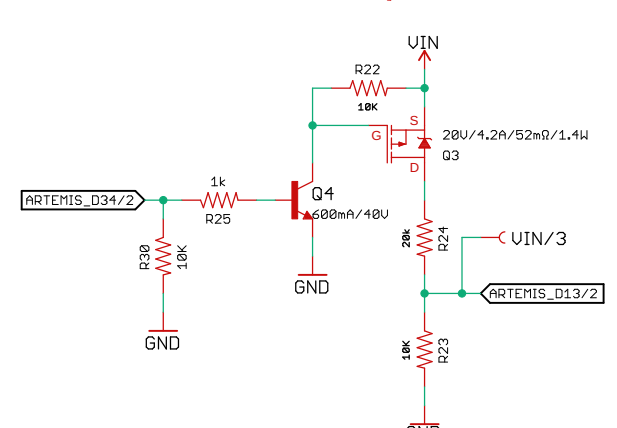 VIN
R22
10K
S
G
20V/4.2A/52mΩ/1.4W
Q3
D
1k
Q4
ARTEMIS_D34/2
600mA/40V
R25
R30
10K
20k
R24
VIN/3
GND
ARTEMIS_D13/2
GND
10K
R23
GND